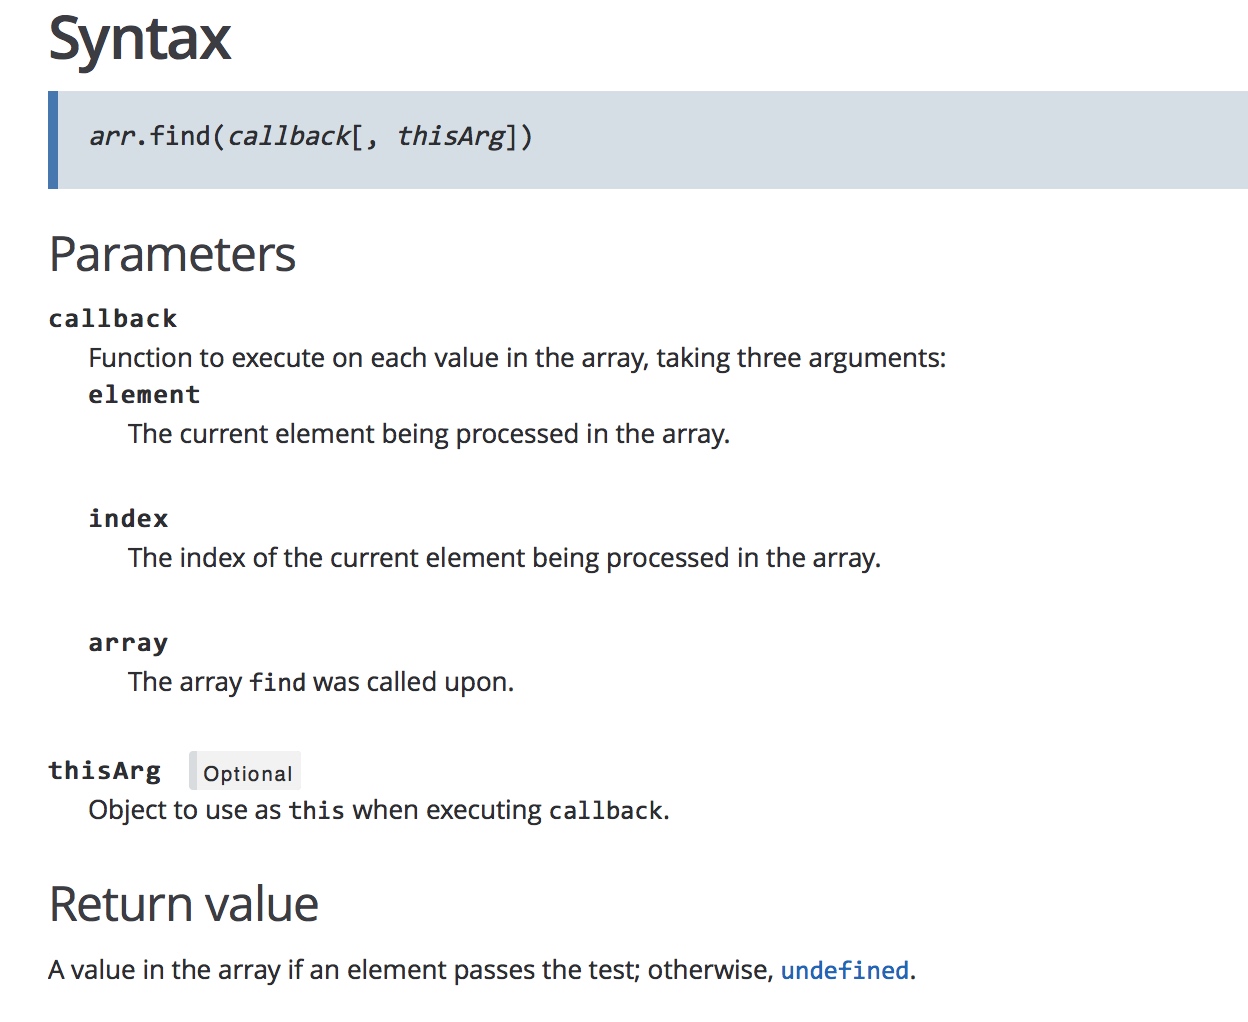 Syntax
arr.find(callback[, thisArg])
Parameters
callback
Function to execute on each value in the array, taking three arguments:
element
The current element being processed in the array.
index
The index of the current element being processed in the array.
array
The array find was called upon.
thisArg Optional
Object to use as this when executing callback.
Return value
A value in the array if an element passes the test; otherwise, undefined.